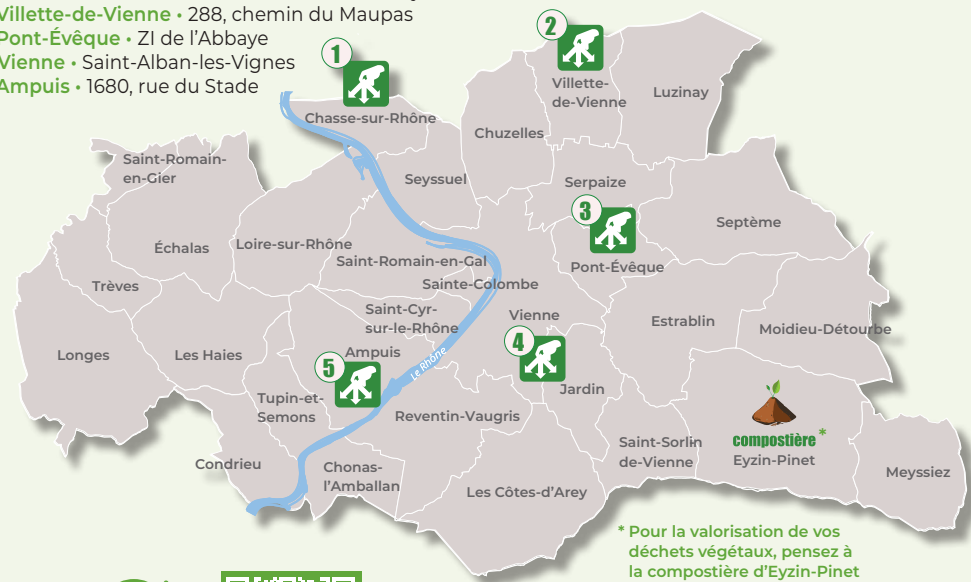 Villette-de-Vienne • 288, chemin du Maupas
Pont-Évêque • ZI de l'Abbaye
Vienne • Saint-Alban-les-Vignes
Ampuis • 1680, rue du Stade
1
2
Villette-
de-Vienne
Luzinay
Chasse-sur-Rhône
Chuzelles
Saint-Romain-
en-Gier
Seyssuel
Serpaize
3
Septème
Échalas
Loire-sur-Rhône
Saint-Romain-en-Gal
Pont-Évêque
Trèves
Sainte-Colombe
Saint-Cyr-
sur-le-Rhône
Vienne
Estrablin
Moidieu-Détourbe
Longes
Les Haies
Ampuis
4
5
Le Rhône
Jardin
Tupin-et-
Semons
Reventin-Vaugris
Saint-Sorlin
de-Vienne
compostière *
Eyzin-Pinet
Condrieu
Chonas-
l'Amballan
Les Côtes-d'Arey
Meyssiez
* Pour la valorisation de vos
déchets végétaux, pensez à
la compostière d'Eyzin-Pinet